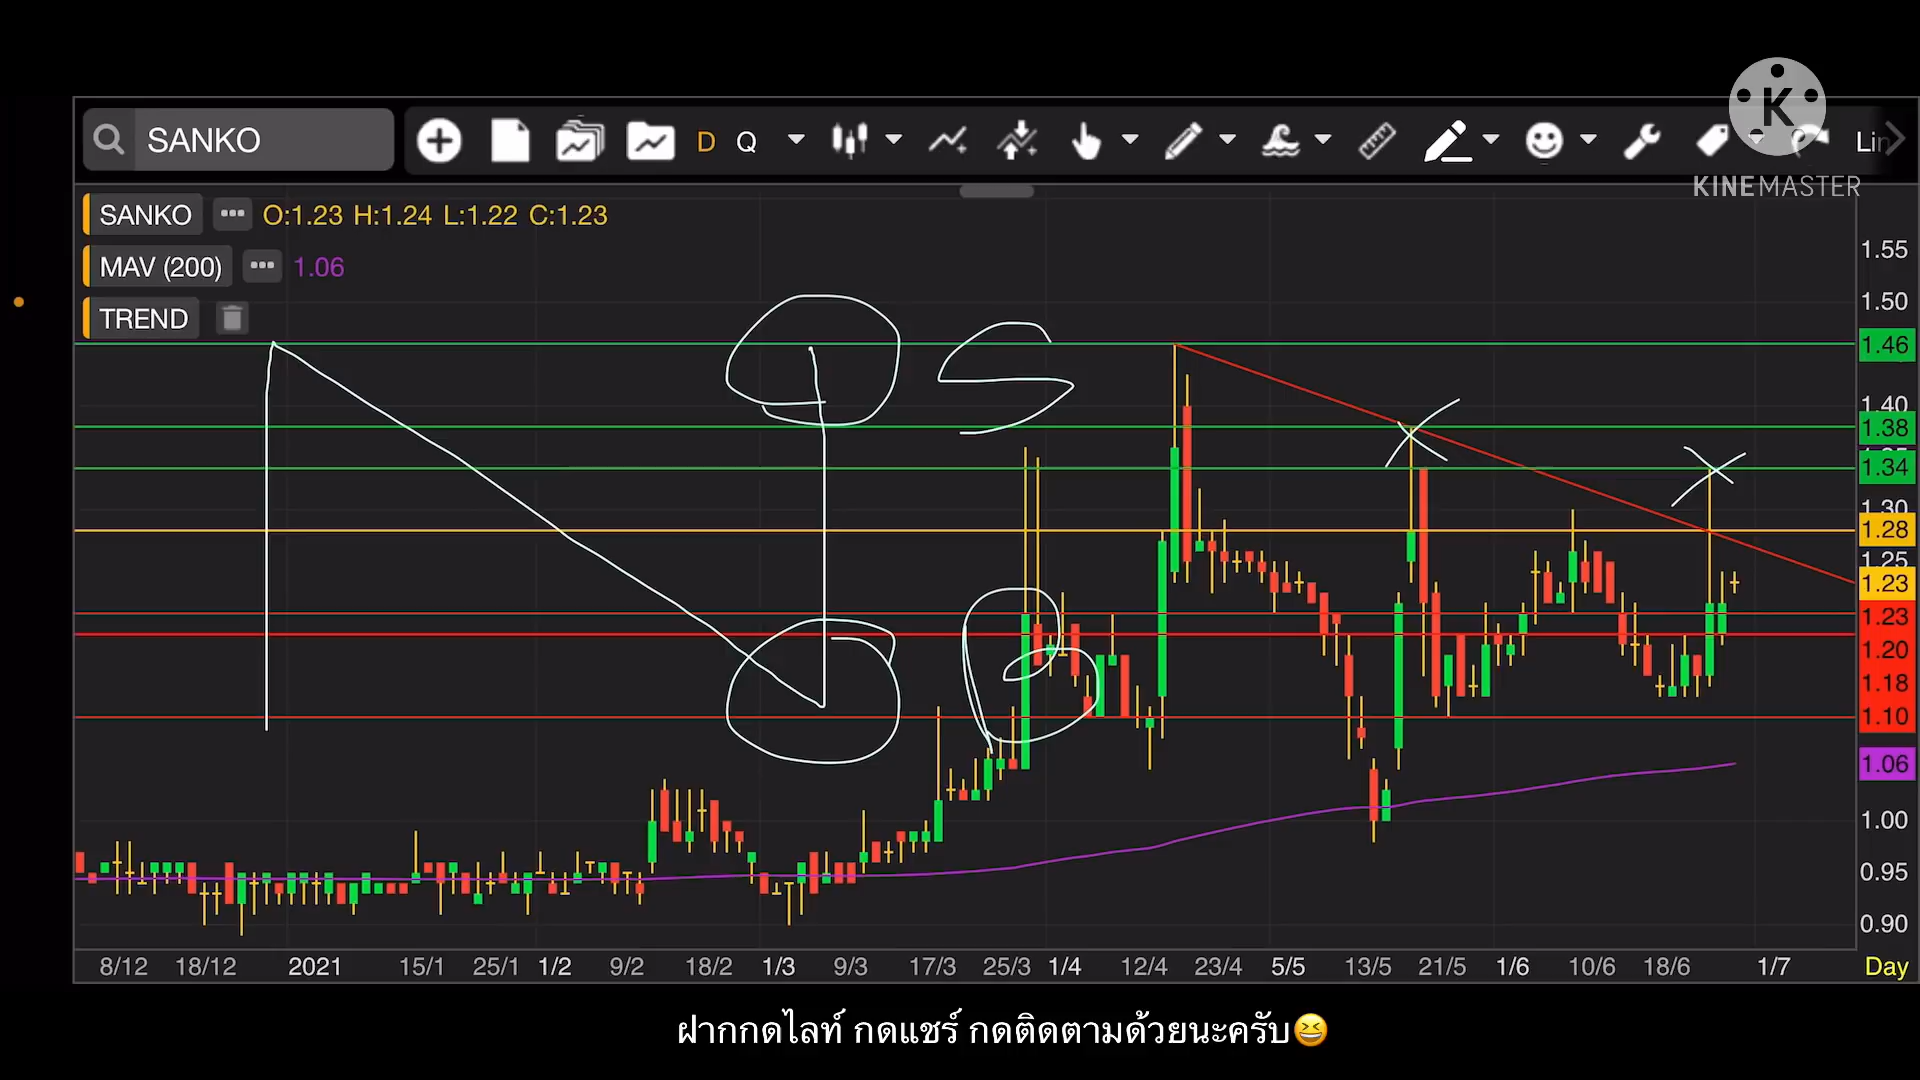 SANKO D Q Lin
KINEMASTER
SANKO ••• O:1.23 H:1.24 L:1.22 C:1.23
MAV (200) ••• 1.06
TREND
1.55
1.50
1.46
1.40
1.38
1.34
1.30
1.28
1.25
1.23
1.23
1.20
1.18
1.10
1.06
1.00
0.95
0.90
8/12 18/12 2021 15/1 25/1 1/2 9/2 18/2 1/3 9/3 17/3 25/3 1/4 12/4 23/4 5/5 13/5 21/5 1/6 10/6 18/6 1/7 Day
ฝากกดไลท์ กดแชร์ กดติดตามด้วยนะครับ😆